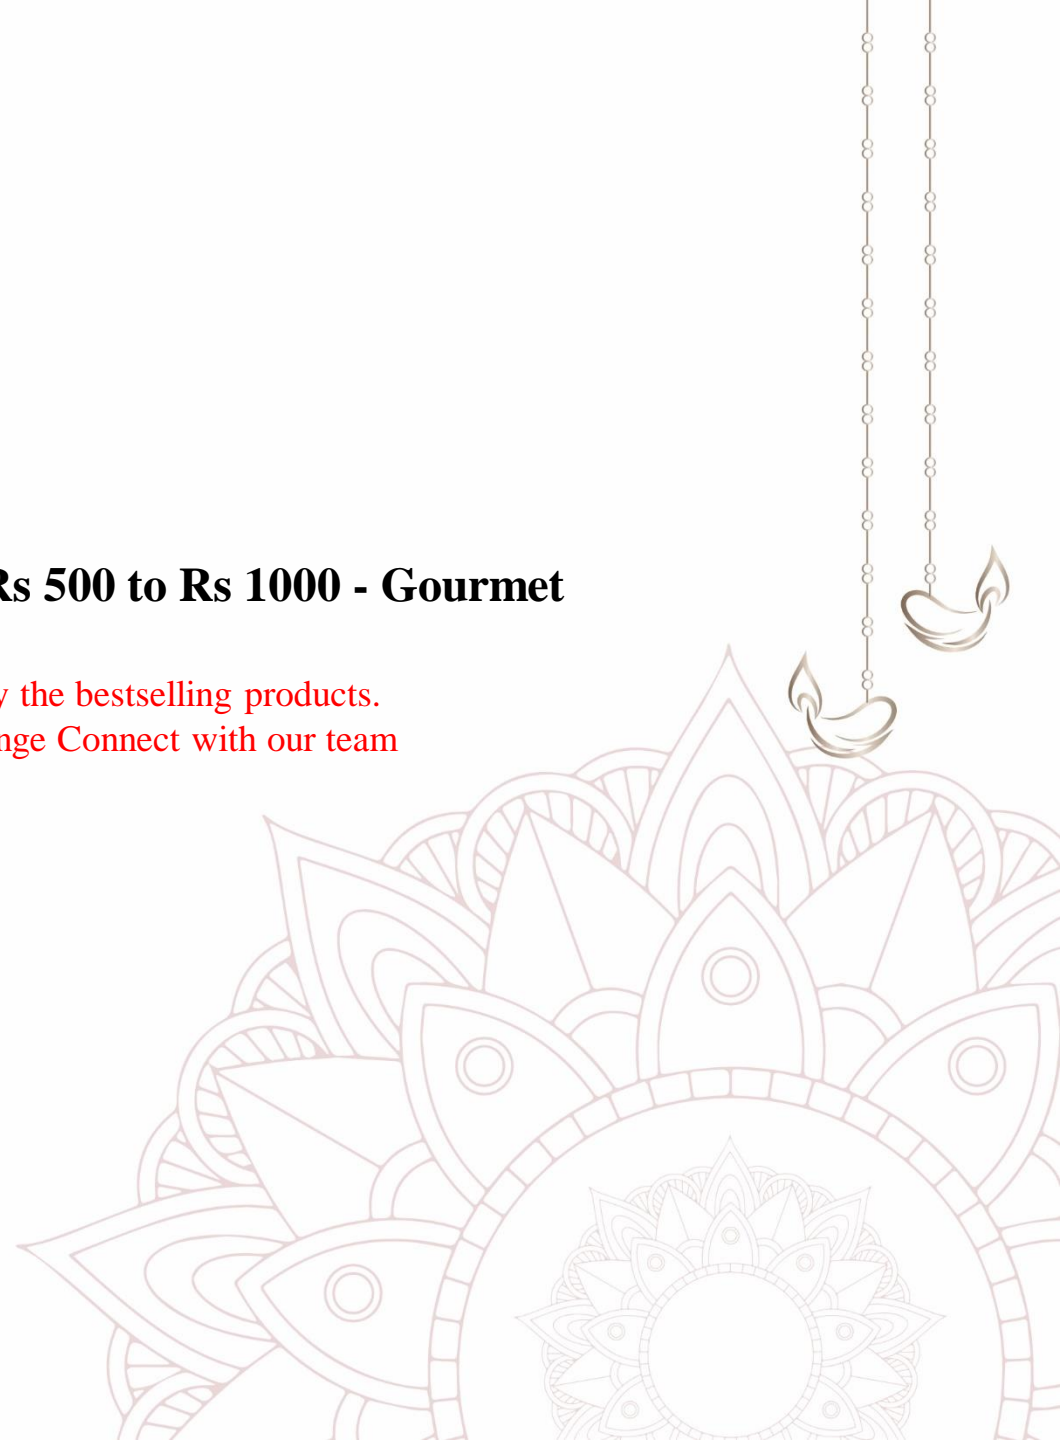 Rs 500 to Rs 1000 - Gourmet
the bestselling products.
Connect with our team